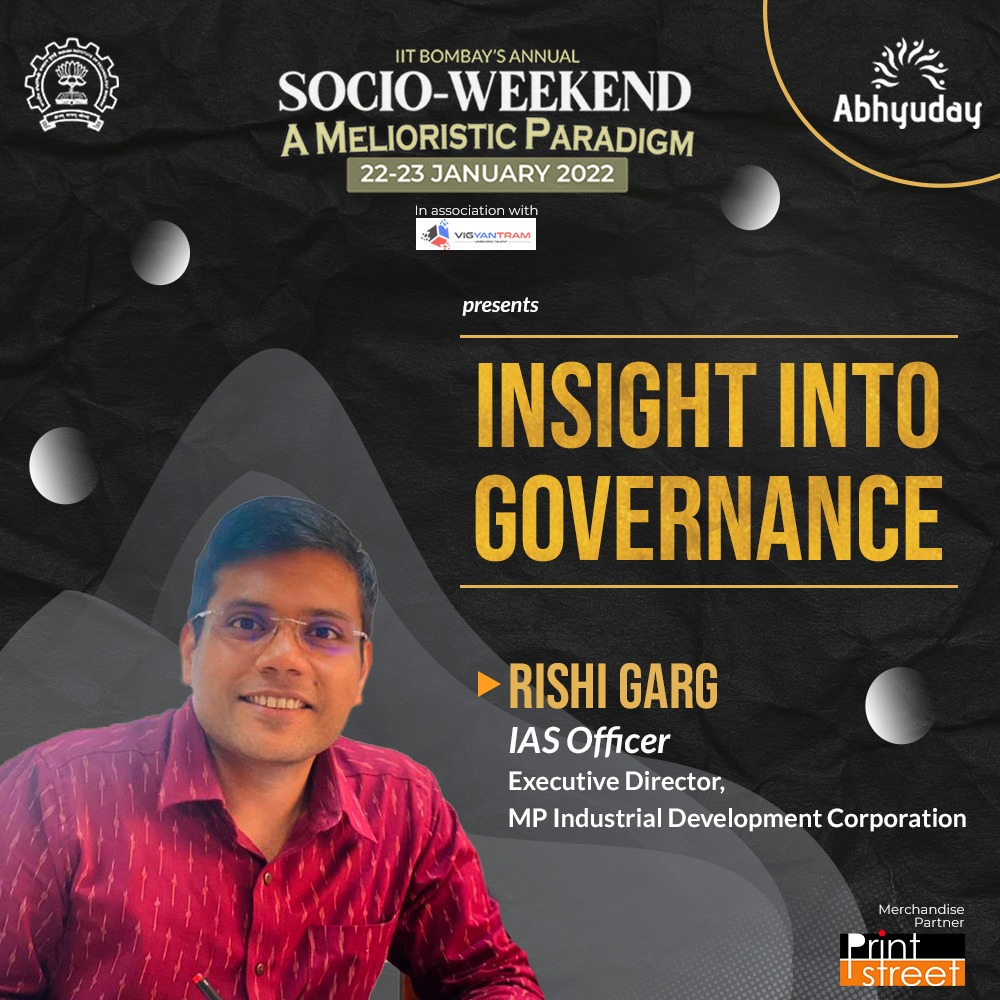 IIT BOMBAY'S ANNUAL
SOCIO-WEEKEND
A MELIORISTIC PARADIGM
22-23 JANUARY 2022
Abhyuday
In association with
VIGYANTRAM
presents
INSIGHT INTO
GOVERNANCE
RISHI GARG
IAS Officer
Executive Director,
MP Industrial Development Corporation
Merchandise
Partner
Print
street